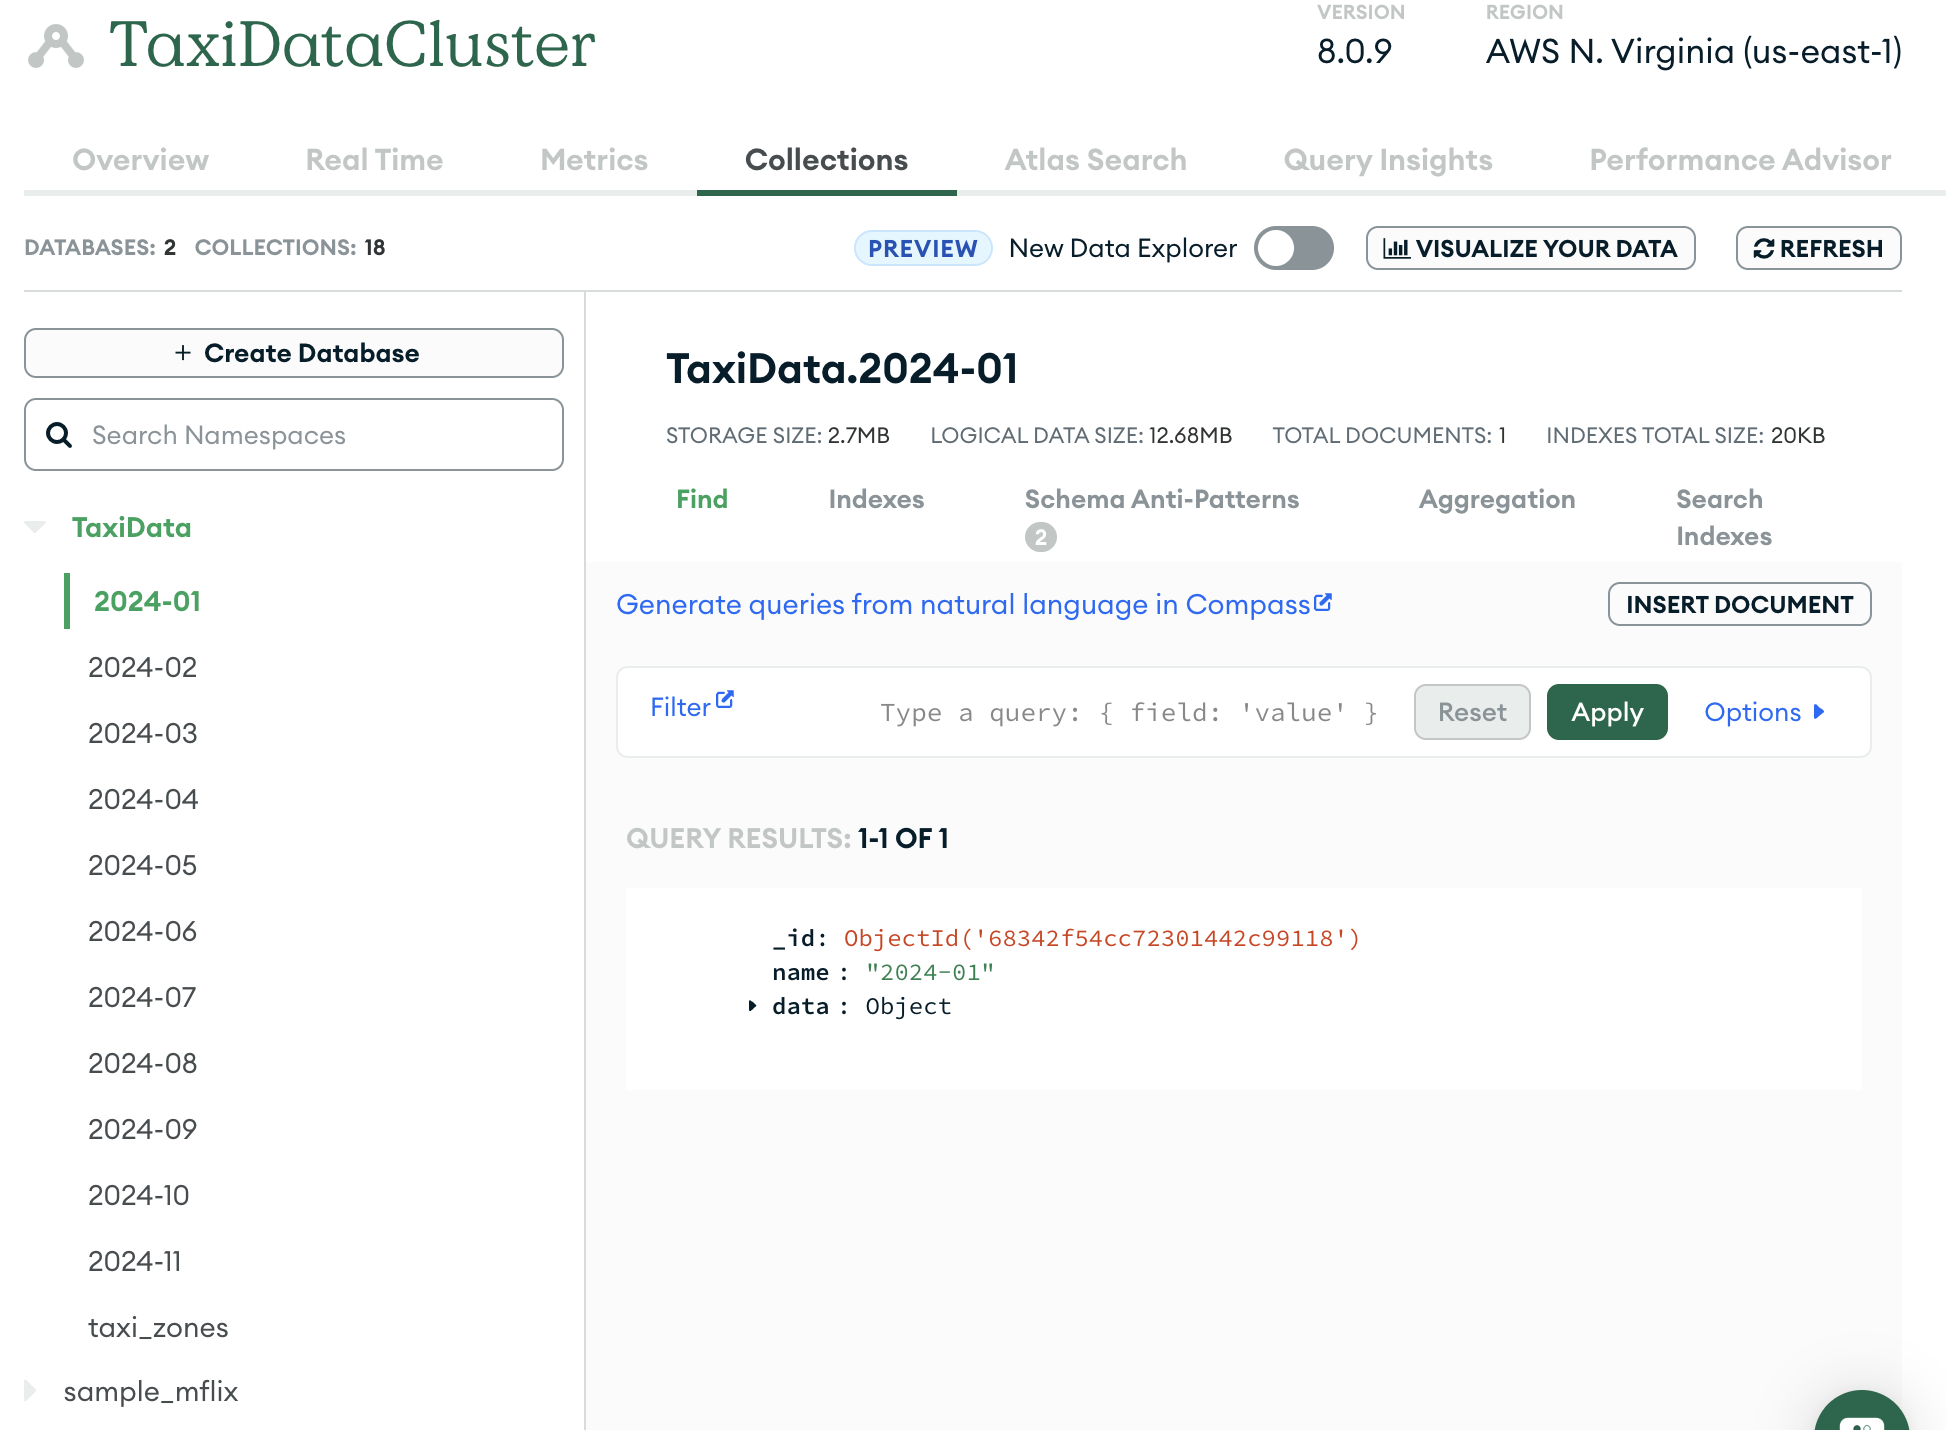 TaxiDataCluster
VERSION
8.0.9
REGION
AWS N. Virginia (us-east-1)
Overview
Real Time
Metrics
Collections
Atlas Search
Query Insights
Performance Advisor
DATABASES: 2 COLLECTIONS: 18
PREVIEW New Data Explorer
VISUALIZE YOUR DATA
REFRESH
+ Create Database
Search Namespaces
TaxiData
2024-01
2024-02
2024-03
2024-04
2024-05
2024-06
2024-07
2024-08
2024-09
2024-10
2024-11
taxi_zones
sample_mflix
TaxiData.2024-01
STORAGE SIZE: 2.7MB LOGICAL DATA SIZE: 12.68MB TOTAL DOCUMENTS: 1 INDEXES TOTAL SIZE: 20KB
Find
Indexes
Schema Anti-Patterns
2
Aggregation
Search
Indexes
Generate queries from natural language in Compass
INSERT DOCUMENT
Filter
Type a query: { field: 'value' }
Reset
Apply
Options
QUERY RESULTS: 1-1 OF 1
_id: ObjectId('68342f54cc72301442c99118')
name : "2024-01"
data : Object